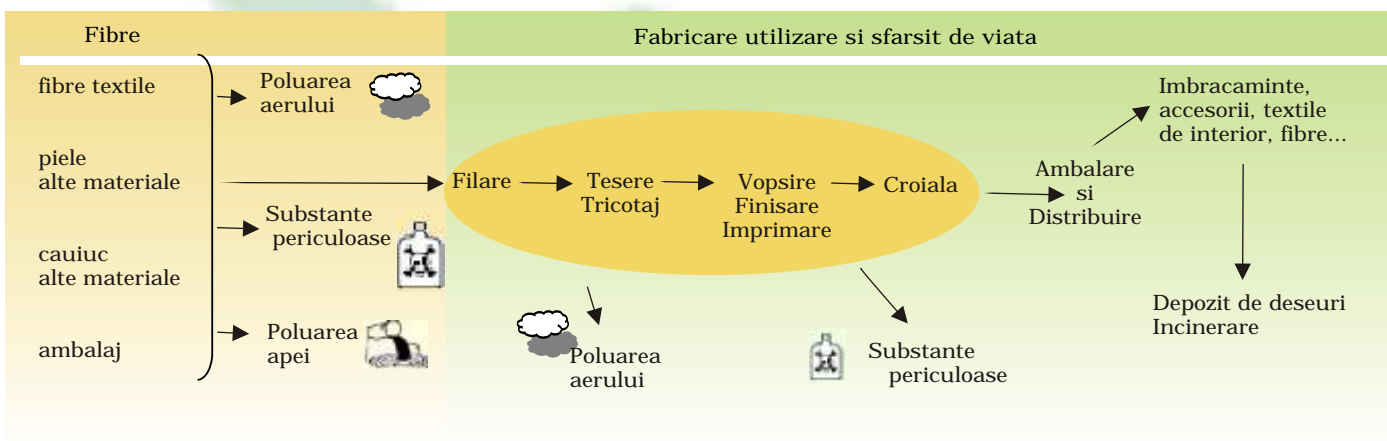 Fibre
Fabricare utilizare si sfarsit de viata
fibre textile
piele
alte materiale
cauiuc
alte materiale
ambalaj
Poluarea
aerului
Substante
periculoase
Poluarea
apei
Filare
Tesere
Tricotaj
Vopsire
Finisare
Imprimare
Croiala
Poluarea
aerului
Substante
periculoase
Ambalare
si
Distribuire
Imbracaminte,
accesorii, textile
de interior, fibre...
Depozit de deseuri
Incinerare